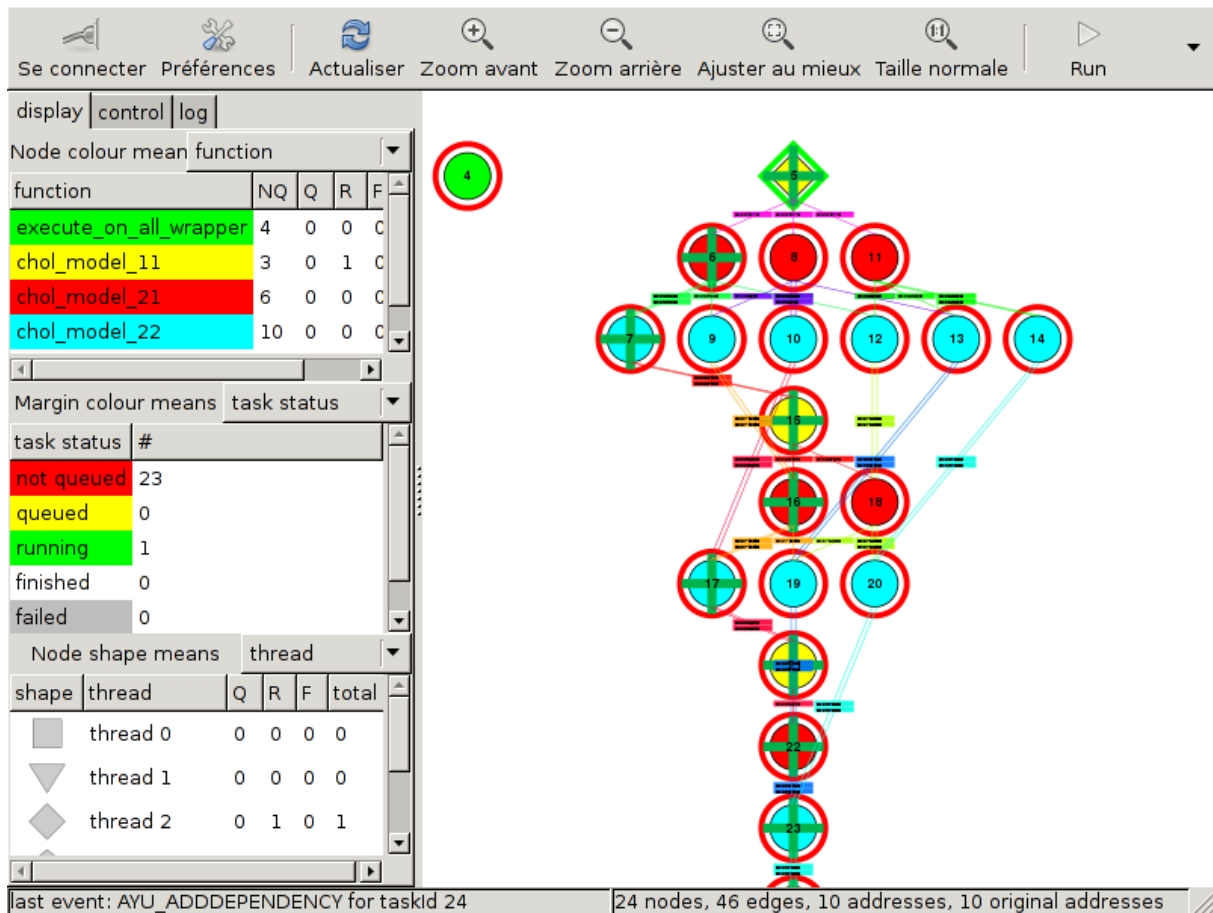 Se connecter Préférences Actualiser Zoom avant Zoom arrière Ajuster au mieux Taille normale Run
display control log
Node colour mean function
function NQ Q R F
execute_on_all_wrapper 4 0 0 0
chol_model_11 3 0 1 0
chol_model_21 6 0 0 0
chol_model_22 10 0 0 0
Margin colour means task status
task status #
not queued 23
queued 0
running 1
finished 0
failed 0
Node shape means thread
shape thread Q R F total
thread 0 0 0 0 0
thread 1 0 0 0 0
thread 2 0 1 0 1
4 5
6 8 11
7 9 10 12 13 14
15
16 18
17 19 20
22
23
last event: AYU_ADDDEPENDENCY for taskId 24
24 nodes, 46 edges, 10 addresses, 10 original addresses